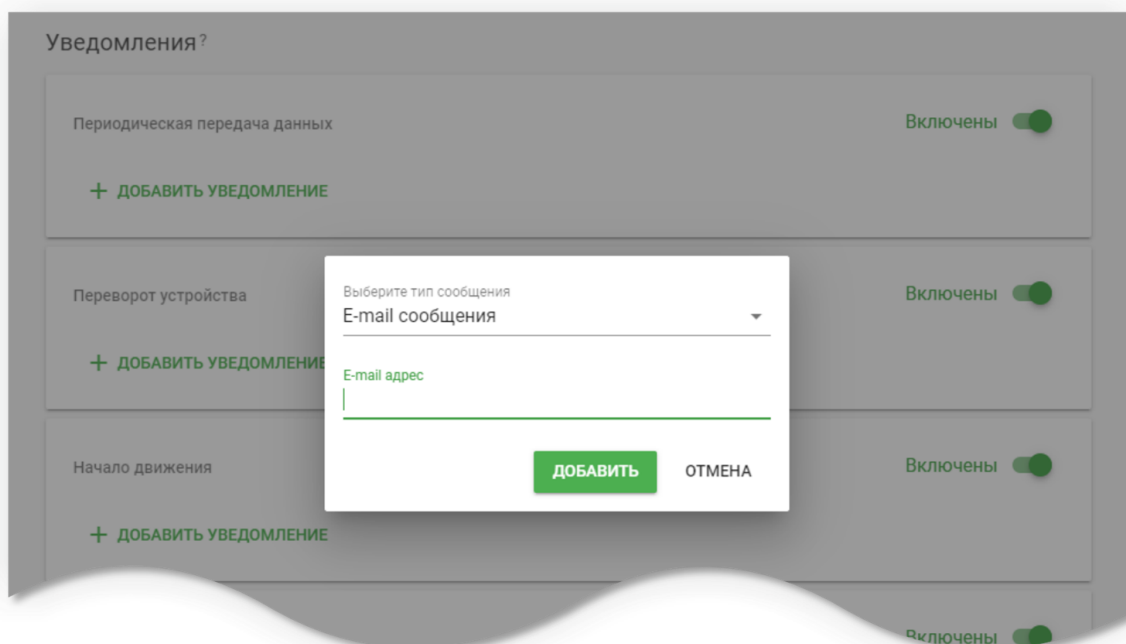 Уведомления?
Периодическая передача данных
Включены
+ ДОБАВИТЬ УВЕДОМЛЕНИЕ
Переворот устройства
Включены
+ ДОБАВИТЬ УВЕДОМЛЕНИЕ
Выберите тип сообщения
E-mail сообщения
E-mail адрес
ДОБАВИТЬ ОТМЕНА
Начало движения
Включены
+ ДОБАВИТЬ УВЕДОМЛЕНИЕ
Включены